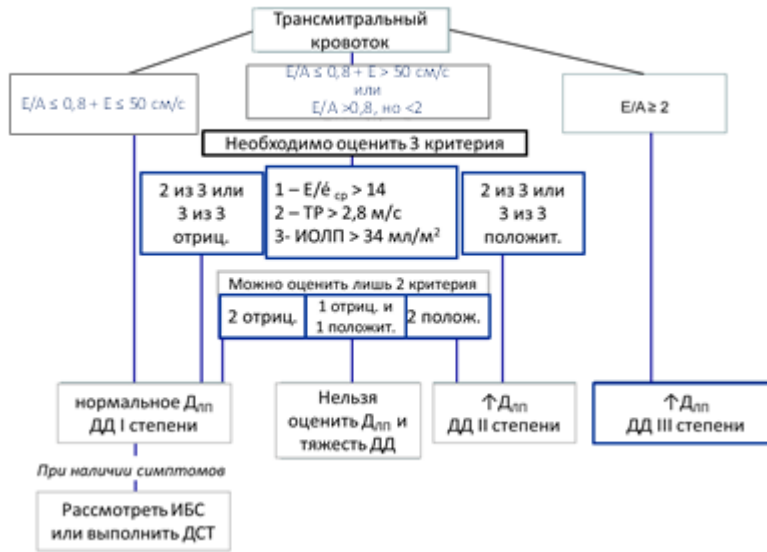 Трансмитральный
кровоток
E/A ≤ 0,8 + E ≤ 50 см/с
E/A ≤ 0,8 + E > 50 см/с
или
E/A >0,8, но <2
E/A ≥ 2
Необходимо оценить 3 критерия
2 из 3 или
3 из 3
отриц.
1 – E/é ср > 14
2 – ТР > 2,8 м/с
3- ИОЛП > 34 мл/м²
2 из 3 или
3 из 3
положит.
Можно оценить лишь 2 критерия
2 отриц.
1 отриц. и
1 положит.
2 полож.
нормальное ДЛП
ДД I степени
Нельзя
оценить ДЛП и
тяжесть ДД
↑ДЛП
ДД II степени
↑ДЛП
ДД III степени
При наличии симптомов
Рассмотреть ИБС
или выполнить ДСТ